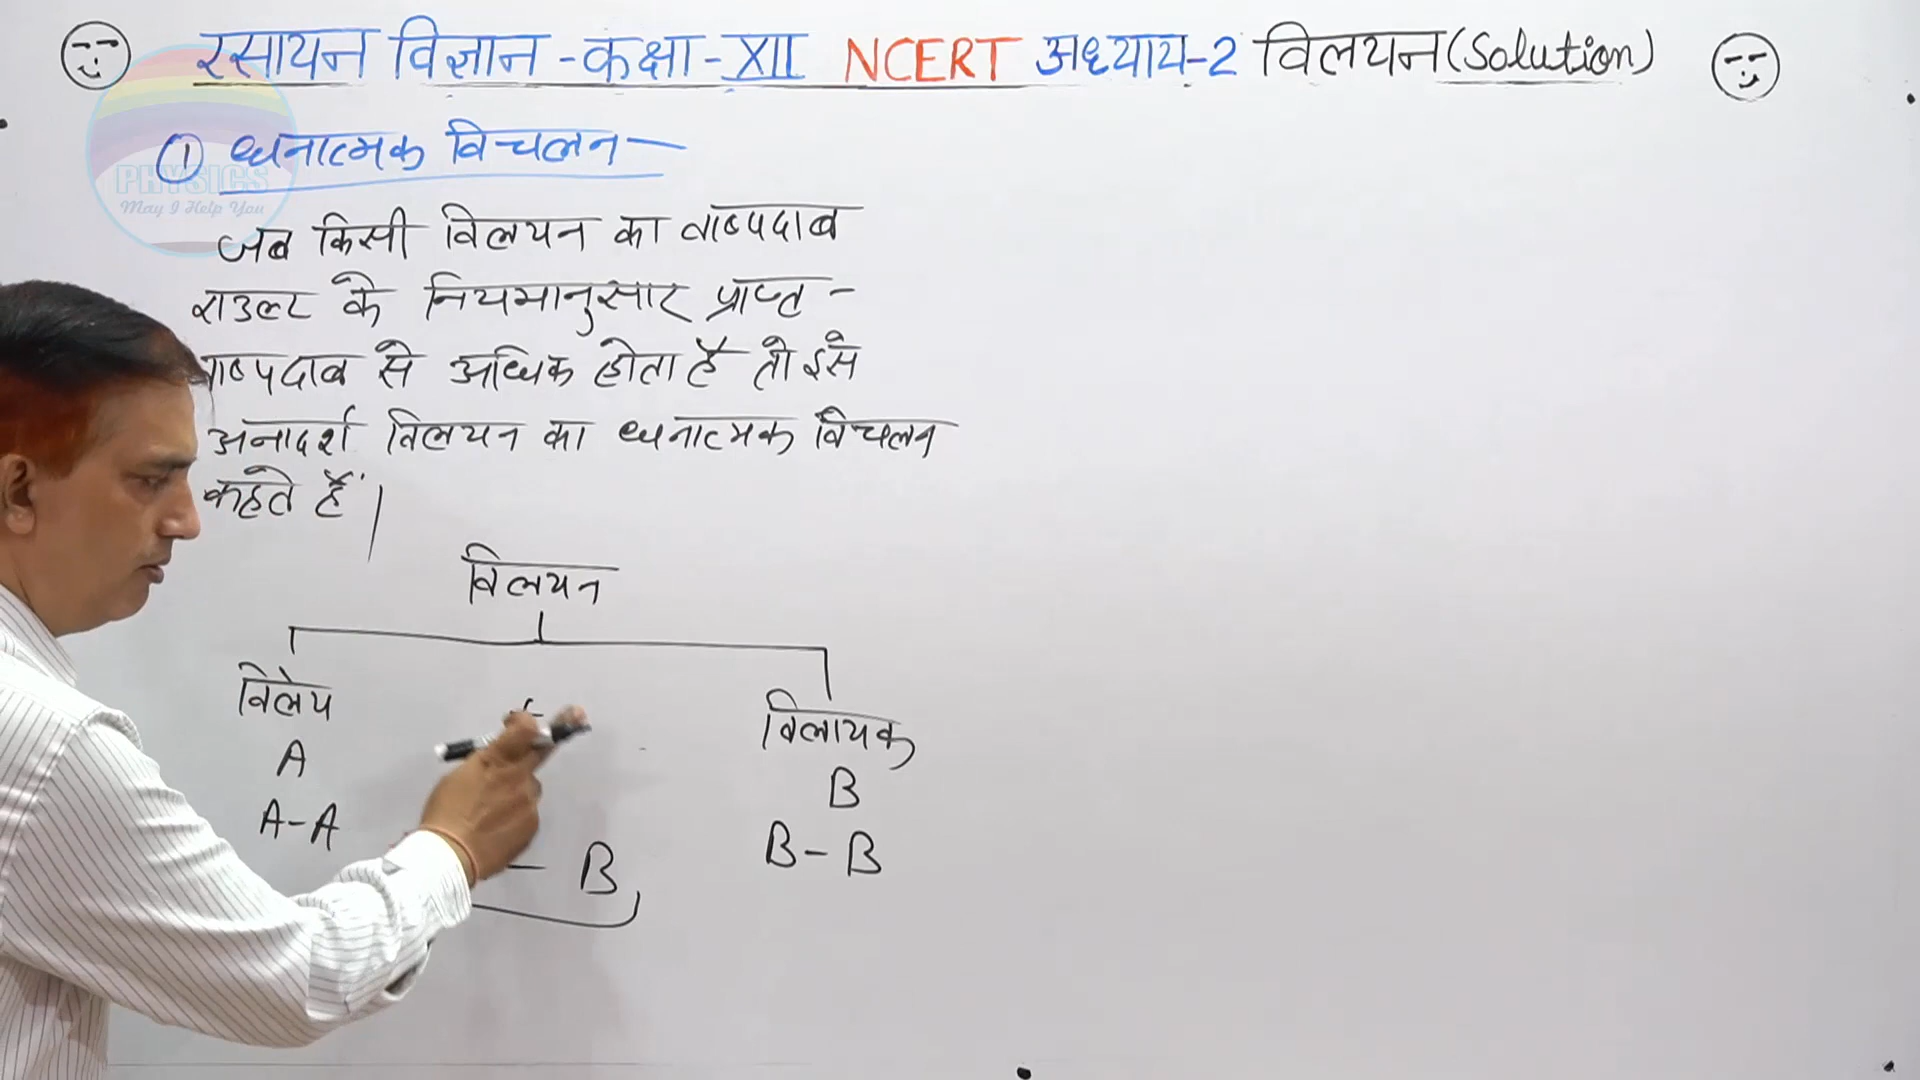 रसायन विज्ञान - कक्षा - XII NCERT अध्याय-2 विलयन (Solution)
① धनात्मक विचलन —
PHYSICS
May I Help You
जब किसी विलयन का वाष्पदाब
राउल्ट के नियमानुसार प्राप्त -
वाष्पदाब से अधिक होता है तो इसे
अनादर्श विलयन का धनात्मक विचलन
कहते हैं |
विलयन
विलेय + विलायक
A B
A-A - B B-B